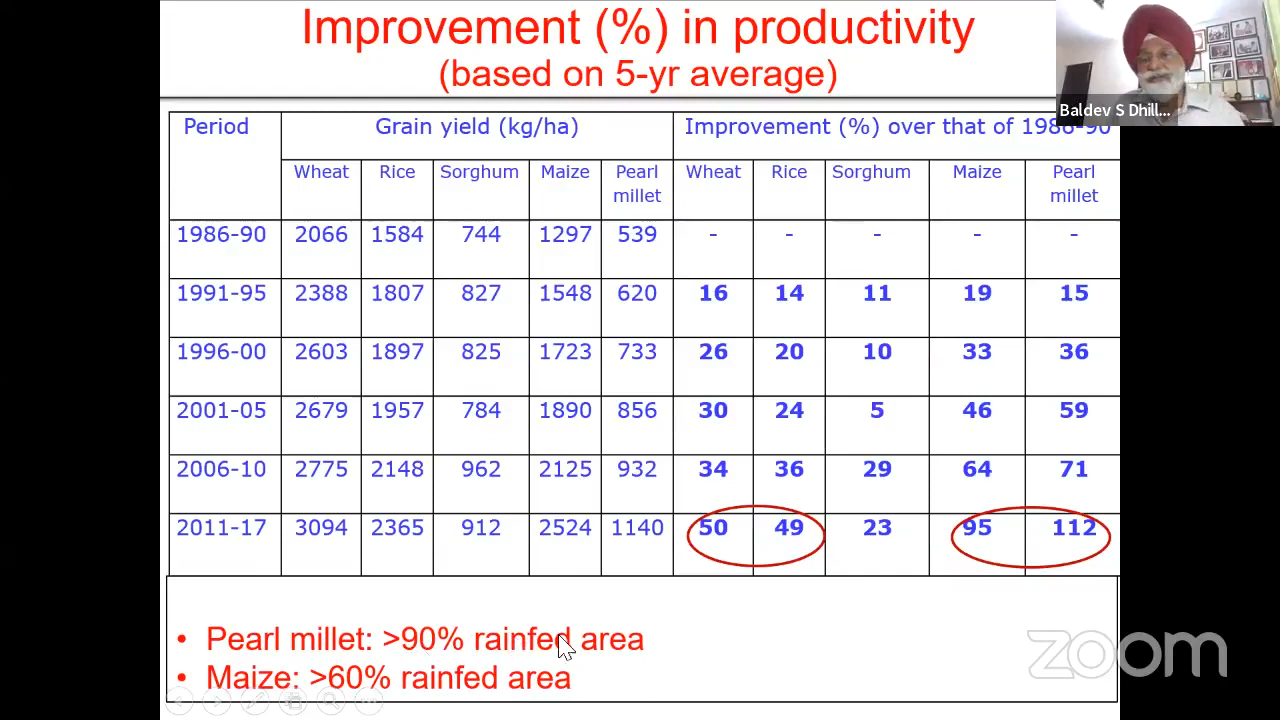 Improvement (%) in productivity
(based on 5-yr average)
Baldev S Dhill...
Period Grain yield (kg/ha) Improvement (%) over that of 1986-90
Wheat Rice Sorghum Maize Pearl millet Wheat Rice Sorghum Maize Pearl millet
1986-90 2066 1584 744 1297 539 - - - - -
1991-95 2388 1807 827 1548 620 16 14 11 19 15
1996-00 2603 1897 825 1723 733 26 20 10 33 36
2001-05 2679 1957 784 1890 856 30 24 5 46 59
2006-10 2775 2148 962 2125 932 34 36 29 64 71
2011-17 3094 2365 912 2524 1140 50 49 23 95 112
• Pearl millet: >90% rainfed area
• Maize: >60% rainfed area
zoom